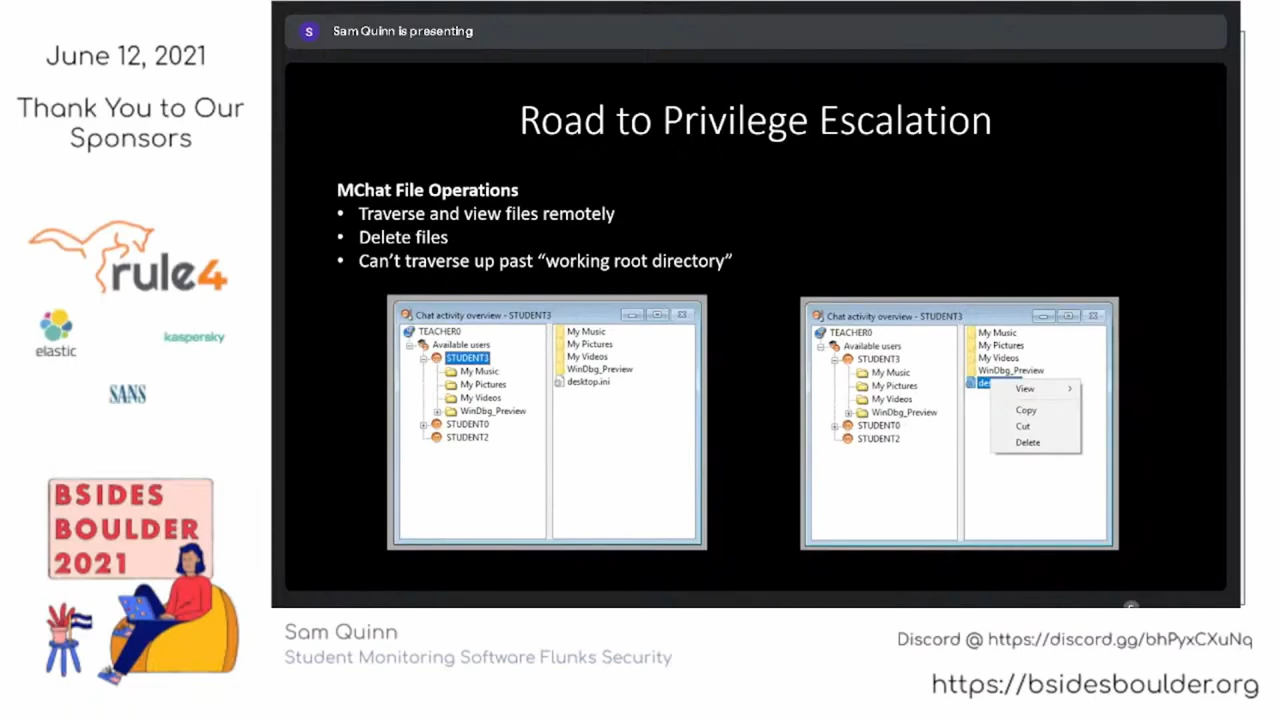 June 12, 2021
Thank You to Our
Sponsors
rule4
elastic
kaspersky
SANS
BSIDES
BOULDER
2021
S
Sam Quinn is presenting
Road to Privilege Escalation
MChat File Operations
• Traverse and view files remotely
• Delete files
• Can't traverse up past “working root directory”
Chat activity overview - STUDENT3
TEACHER0
Available users
STUDENT3
My Music
My Pictures
My Videos
WinDbg_Preview
STUDENT0
STUDENT2
My Music
My Pictures
My Videos
WinDbg_Preview
desktop.ini
Chat activity overview - STUDENT3
TEACHER0
Available users
STUDENT3
My Music
My Pictures
My Videos
WinDbg_Preview
STUDENT0
STUDENT2
My Music
My Pictures
My Videos
WinDbg_Preview
View
Copy
Cut
Delete
Sam Quinn
Student Monitoring Software Flunks Security
Discord @ https://discord.gg/bhPyxCXuNq
https://bsidesboulder.org